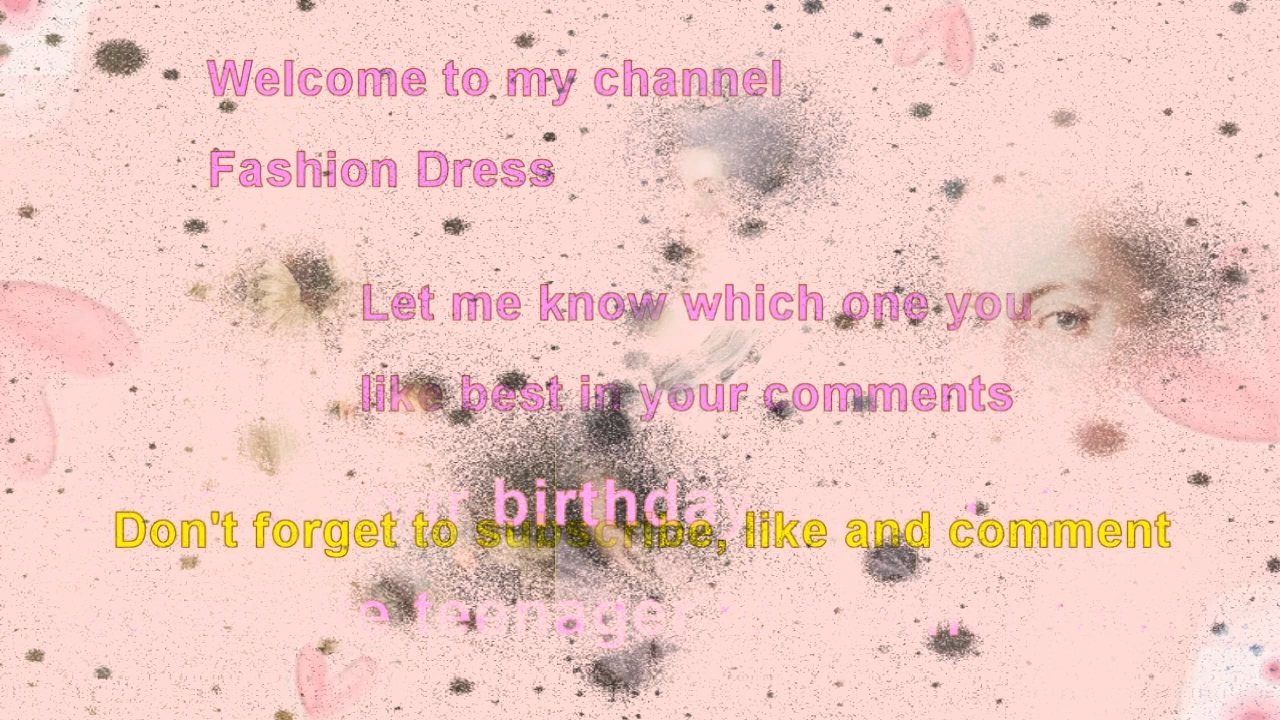 Welcome to my channel
Fashion Dress
Let me know which one you
like best in your comments
birthday
Don't forget to subscribe, like and comment
teenager